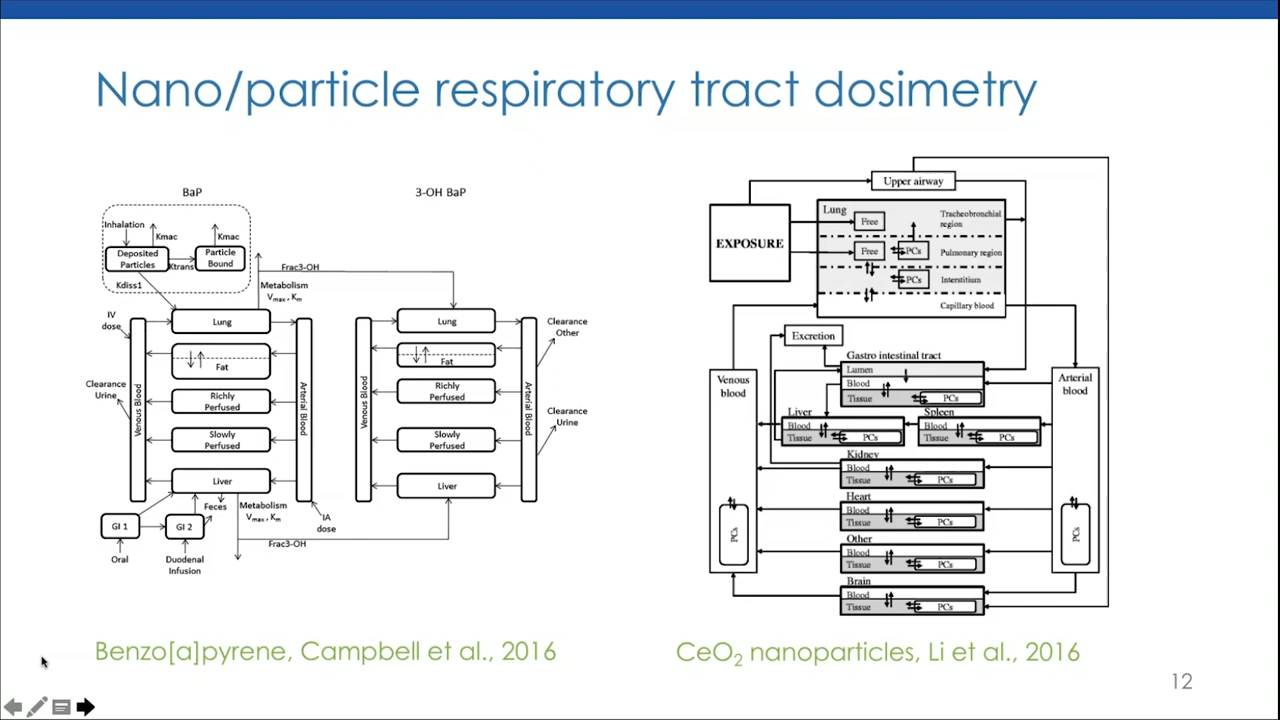 Nano/particle respiratory tract dosimetry
BaP
3-OH BaP
Inhalation
Kmac
Kmac
Deposited
Particles
Ktrans
Particle
Bound
Kdiss1
Frac3-OH
Metabolism
Vmax, Km
IV
dose
Lung
Fat
Richly
Perfused
Slowly
Perfused
Liver
Venous Blood
Arterial Blood
Clearance
Urine
Feces
Metabolism
Vmax, Km
IA
dose
GI 1
GI 2
Oral
Duodenal
Infusion
Frac3-OH
Lung
Fat
Richly
Perfused
Slowly
Perfused
Liver
Venous Blood
Arterial Blood
Clearance
Other
Clearance
Urine
Upper airway
EXPOSURE
Lung
Free
Tracheobronchial
region
Free
PCs
Pulmonary region
PCs
Interstitium
Capillary blood
Excretion
Gastro intestinal tract
Lumen
Blood
Tissue
PCs
Venous
blood
PCs
Arterial
blood
PCs
Liver
Blood
Tissue
PCs
Spleen
Blood
Tissue
PCs
Kidney
Blood
Tissue
PCs
Heart
Blood
Tissue
PCs
Other
Blood
Tissue
PCs
Brain
Blood
Tissue
PCs
Benzo[a]pyrene, Campbell et al., 2016
CeO₂ nanoparticles, Li et al., 2016
12